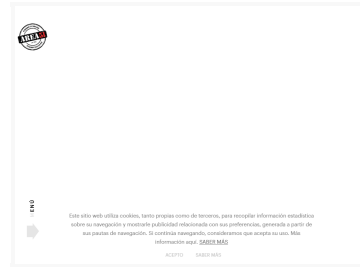 AREA
MENÚ
Este sitio web utiliza cookies, tanto propias como de terceros, para recopilar información estadística
sobre su navegación y mostrarle publicidad relacionada con sus preferencias, generada a partir de
sus pautas de navegación. Si continúa navegando, consideramos que acepta su uso. Más
información aquí. SABER MÁS
ACEPTO SABER MÁS